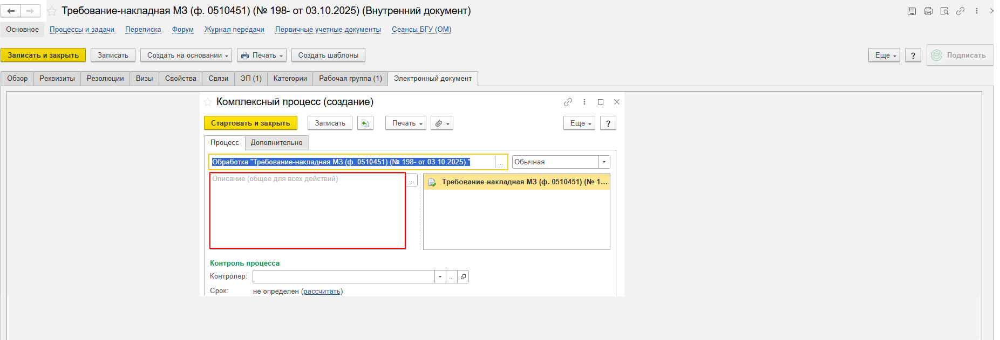 Требование-накладная МЗ (ф. 0510451) (№ 198- от 03.10.2025) (Внутренний документ)
Основное Процессы и задачи Переписка Форум Журнал передачи Первичные учетные документы Сеансы БГУ (ОМ)
Записать и закрыть Записать Создать на основании Печать Создать шаблоны Еще ? Подписать
Обзор Реквизиты Резолюции Визы Свойства Связи ЭП (1) Категории Рабочая группа (1) Электронный документ
Комплексный процесс (создание)
Стартовать и закрыть Записать Печать Еще ?
Процесс Дополнительно
Обработка "Требование-накладная МЗ (ф. 0510451) (№ 198- от 03.10.2025) " ... Обычная
Описание (общее для всех действий) ... Требование-накладная МЗ (ф. 0510451) (№ 1...
Контроль процесса
Контролер: ...
Срок: не определен (рассчитать)